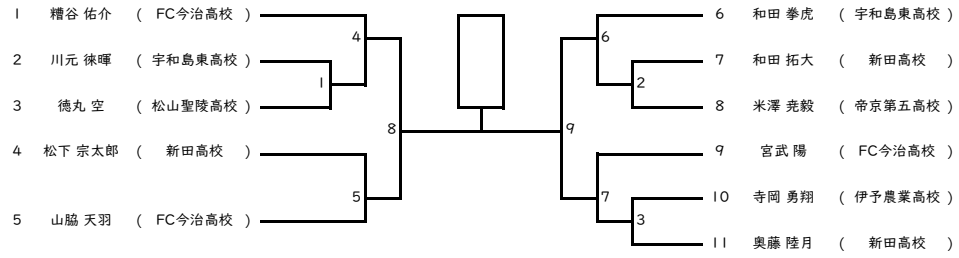 1 糟谷 佑介 ( FC今治高校 )
2 川元 徠暉 ( 宇和島東高校 )
3 徳丸 空 ( 松山聖陵高校 )
4 松下 宗太郎 ( 新田高校 )
5 山脇 天羽 ( FC今治高校 )
4
1
8
5
6 和田 拳虎 ( 宇和島東高校 )
7 和田 拓大 ( 新田高校 )
8 米澤 尭毅 ( 帝京第五高校 )
9 宮武 陽 ( FC今治高校 )
10 寺岡 勇翔 ( 伊予農業高校 )
11 奥藤 陸月 ( 新田高校 )
6
2
9
7
3